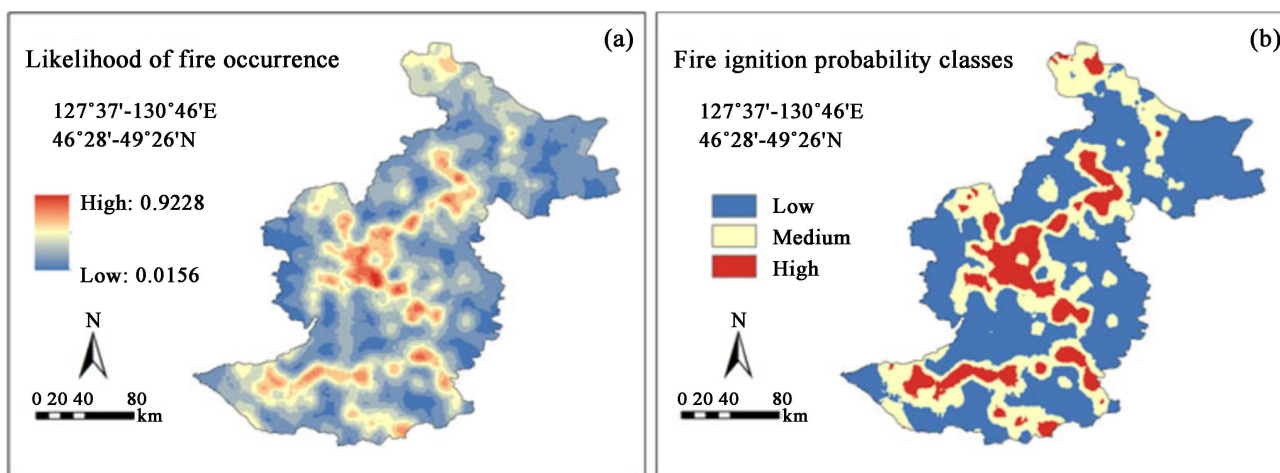 (a)
Likelihood of fire occurrence
127°37'-130°46'E
46°28'-49°26'N
High: 0.9228
Low: 0.0156
N
0 20 40 80
km
(b)
Fire ignition probability classes
127°37'-130°46'E
46°28'-49°26'N
Low
Medium
High
N
0 20 40 80
km